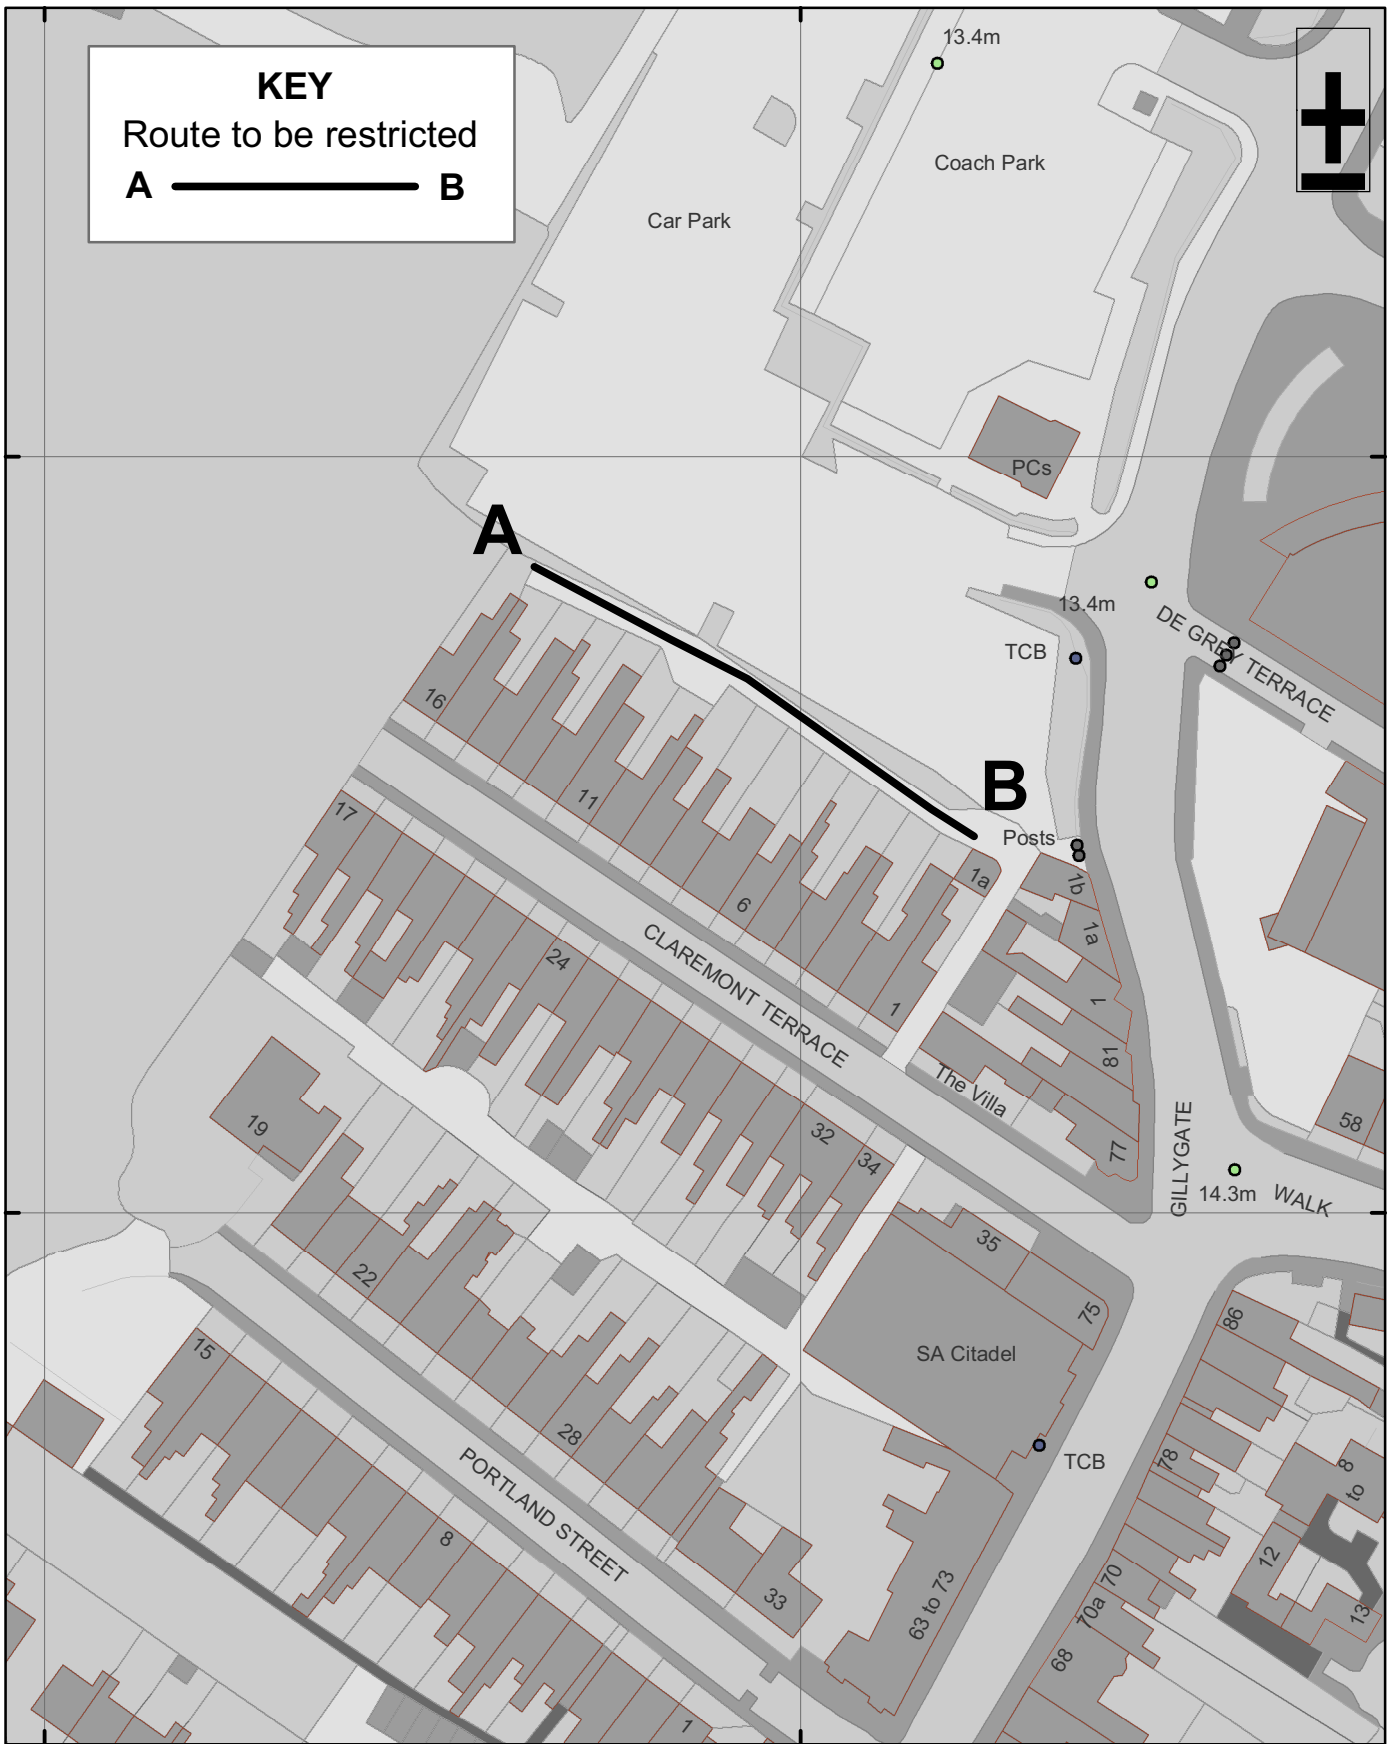 KEY
Route to be restricted
A B
13.4m
Coach Park
Car Park
PCs
A
13.4m
DE GREY TERRACE
TCB
16
B
Posts
11
17
1a
1b
6
1a
CLAREMONT TERRACE
24
1
1
81
The Villa
19
32
34
77
58
GILLYGATE
14.3m
WALK
35
22
75
86
15
SA Citadel
28
TCB
78
8
to
PORTLAND STREET
8
12
70
33
63 to 73
70a
13
68
1